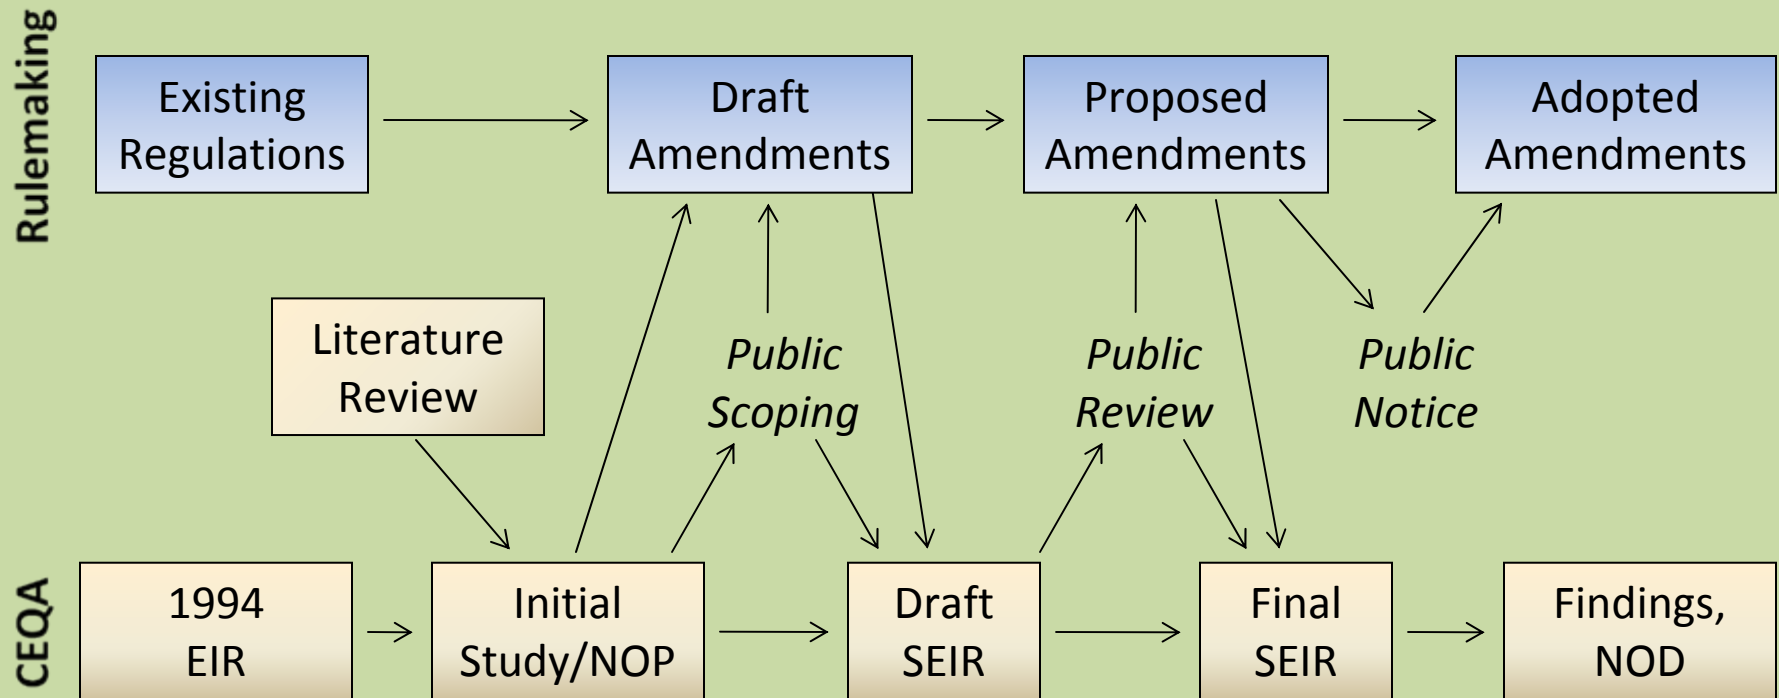 Rulemaking
Existing
Regulations
Draft
Amendments
Proposed
Amendments
Adopted
Amendments
Literature
Review
Public
Scoping
Public
Review
Public
Notice
CEQA
1994
EIR
Initial
Study/NOP
Draft
SEIR
Final
SEIR
Findings,
NOD